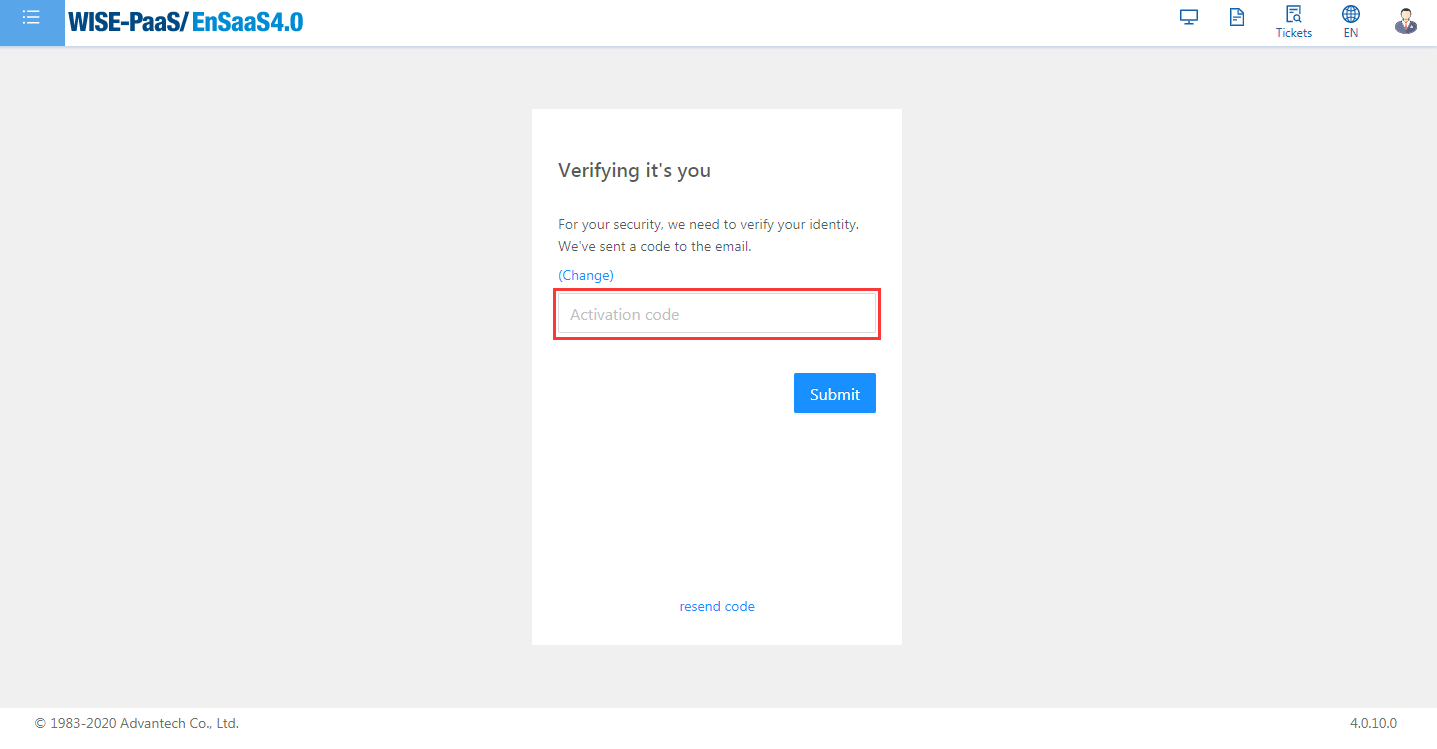 WISE-PaaS/ EnSaaS4.0
Tickets
EN
Verifying it's you
For your security, we need to verify your identity.
We've sent a code to the email.
(Change)
Activation code
Submit
resend code
© 1983-2020 Advantech Co., Ltd.
4.0.10.0